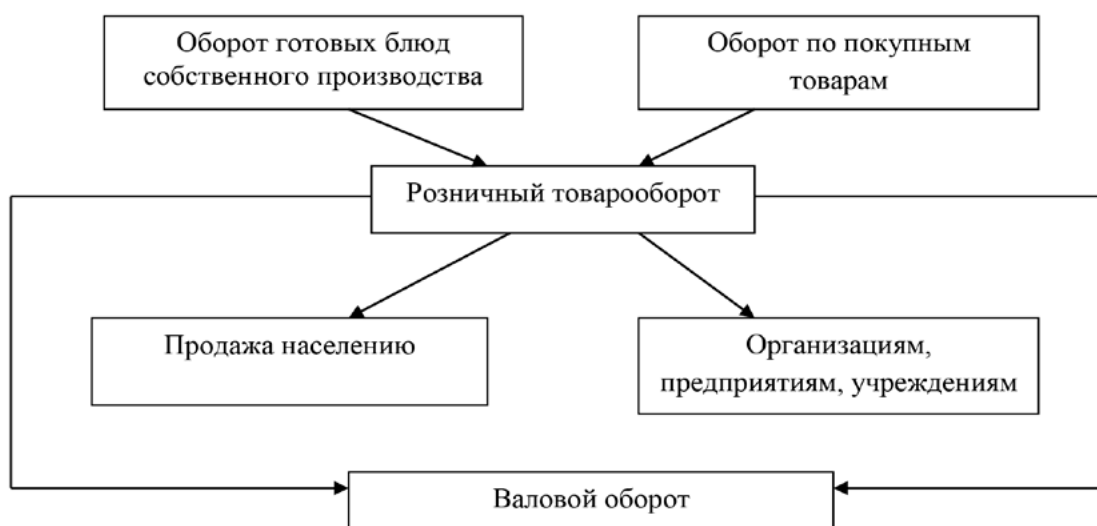 Оборот готовых блюд
собственного производства
Оборот по покупным
товарам
Розничный товарооборот
Продажа населению
Организациям,
предприятиям, учреждениям
Валовой оборот